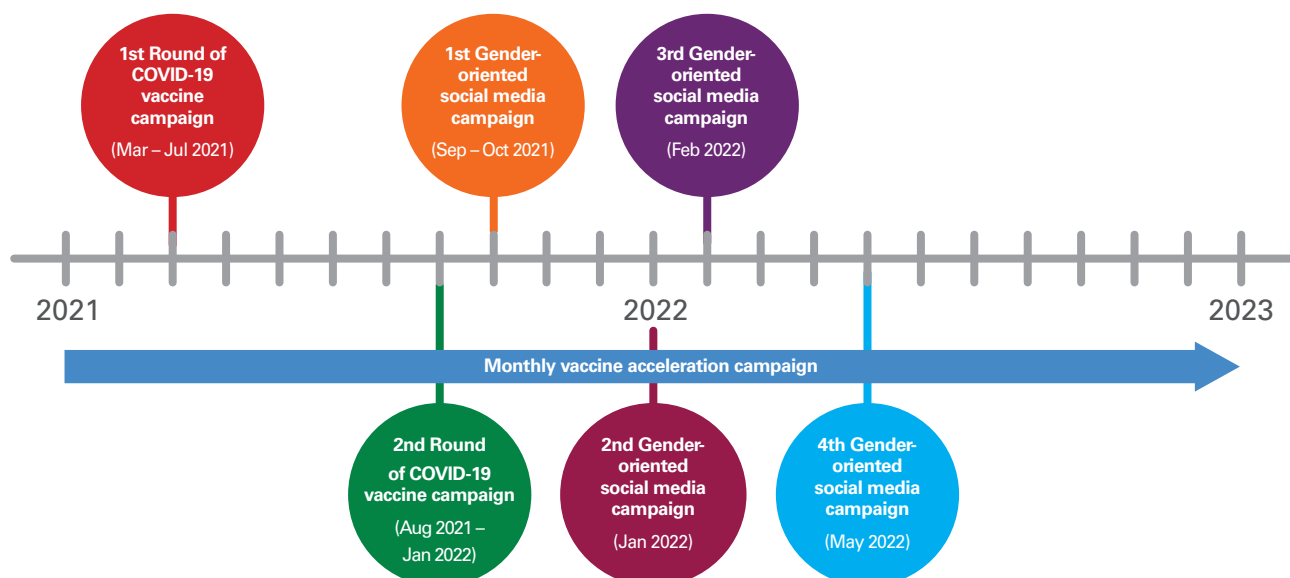 1st Round of
COVID-19
vaccine
campaign
(Mar – Jul 2021)
1st Gender-
oriented
social media
campaign
(Sep – Oct 2021)
3rd Gender-
oriented
social media
campaign
(Feb 2022)
2021
2022
2023
Monthly vaccine acceleration campaign
2nd Round
of COVID-19
vaccine campaign
(Aug 2021 –
Jan 2022)
2nd Gender-
oriented
social media
campaign
(Jan 2022)
4th Gender-
oriented
social media
campaign
(May 2022)